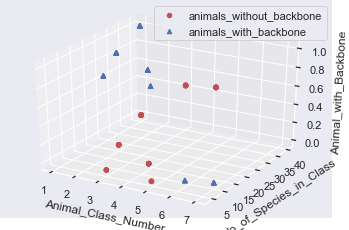 animals_without_backbone
animals_with_backbone
1.0
0.8
0.6
0.4
0.2
0.0
Animal_with_Backbone
1 2 3 4 5 6 7
Animal_Class_Number
5 10 15 20 25 30 35 40
o_of_Species_in_Class